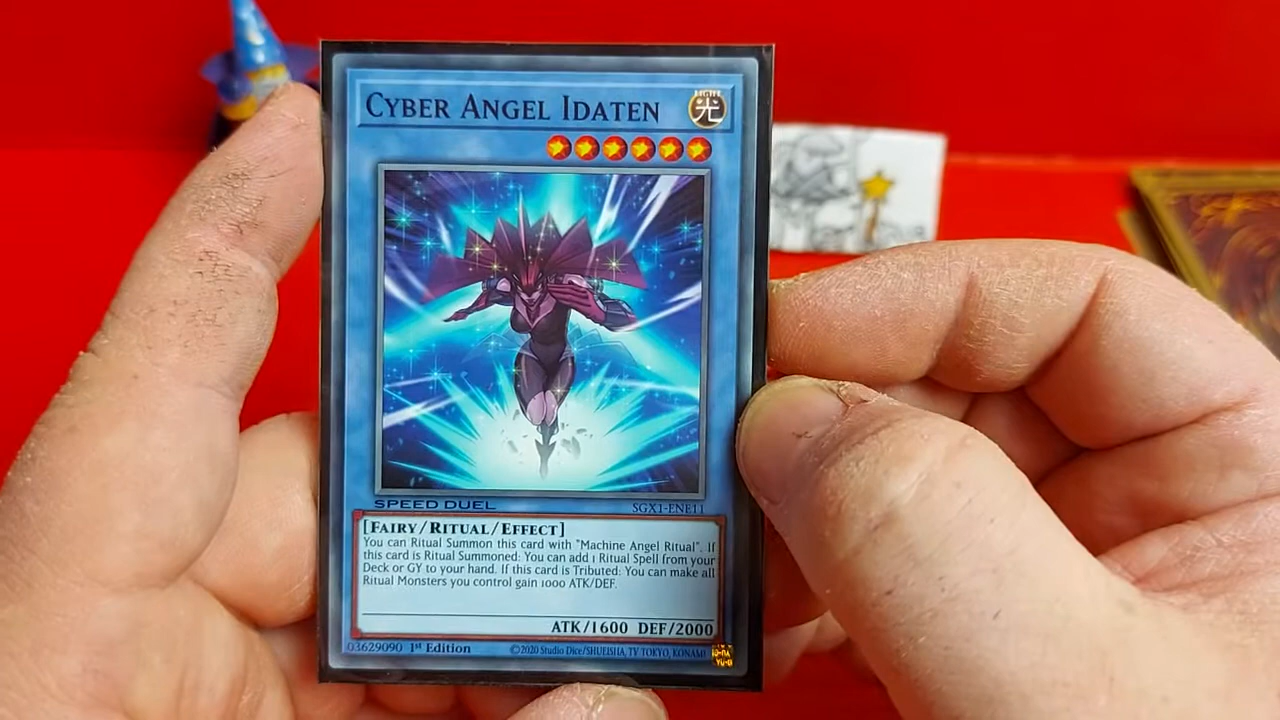 CYBER ANGEL IDATEN
LIGHT
光
SPEED DUEL
SGX1-ENE11
[FAIRY/RITUAL/EFFECT]
You can Ritual Summon this card with "Machine Angel Ritual". If
this card is Ritual Summoned: You can add 1 Ritual Spell from your
Deck or GY to your hand. If this card is Tributed: You can make all
Ritual Monsters you control gain 1000 ATK/DEF.
ATK/1600 DEF/2000
03629090 1st Edition
©2020 Studio Dice/SHUEISHA, TV TOKYO, KONAMI